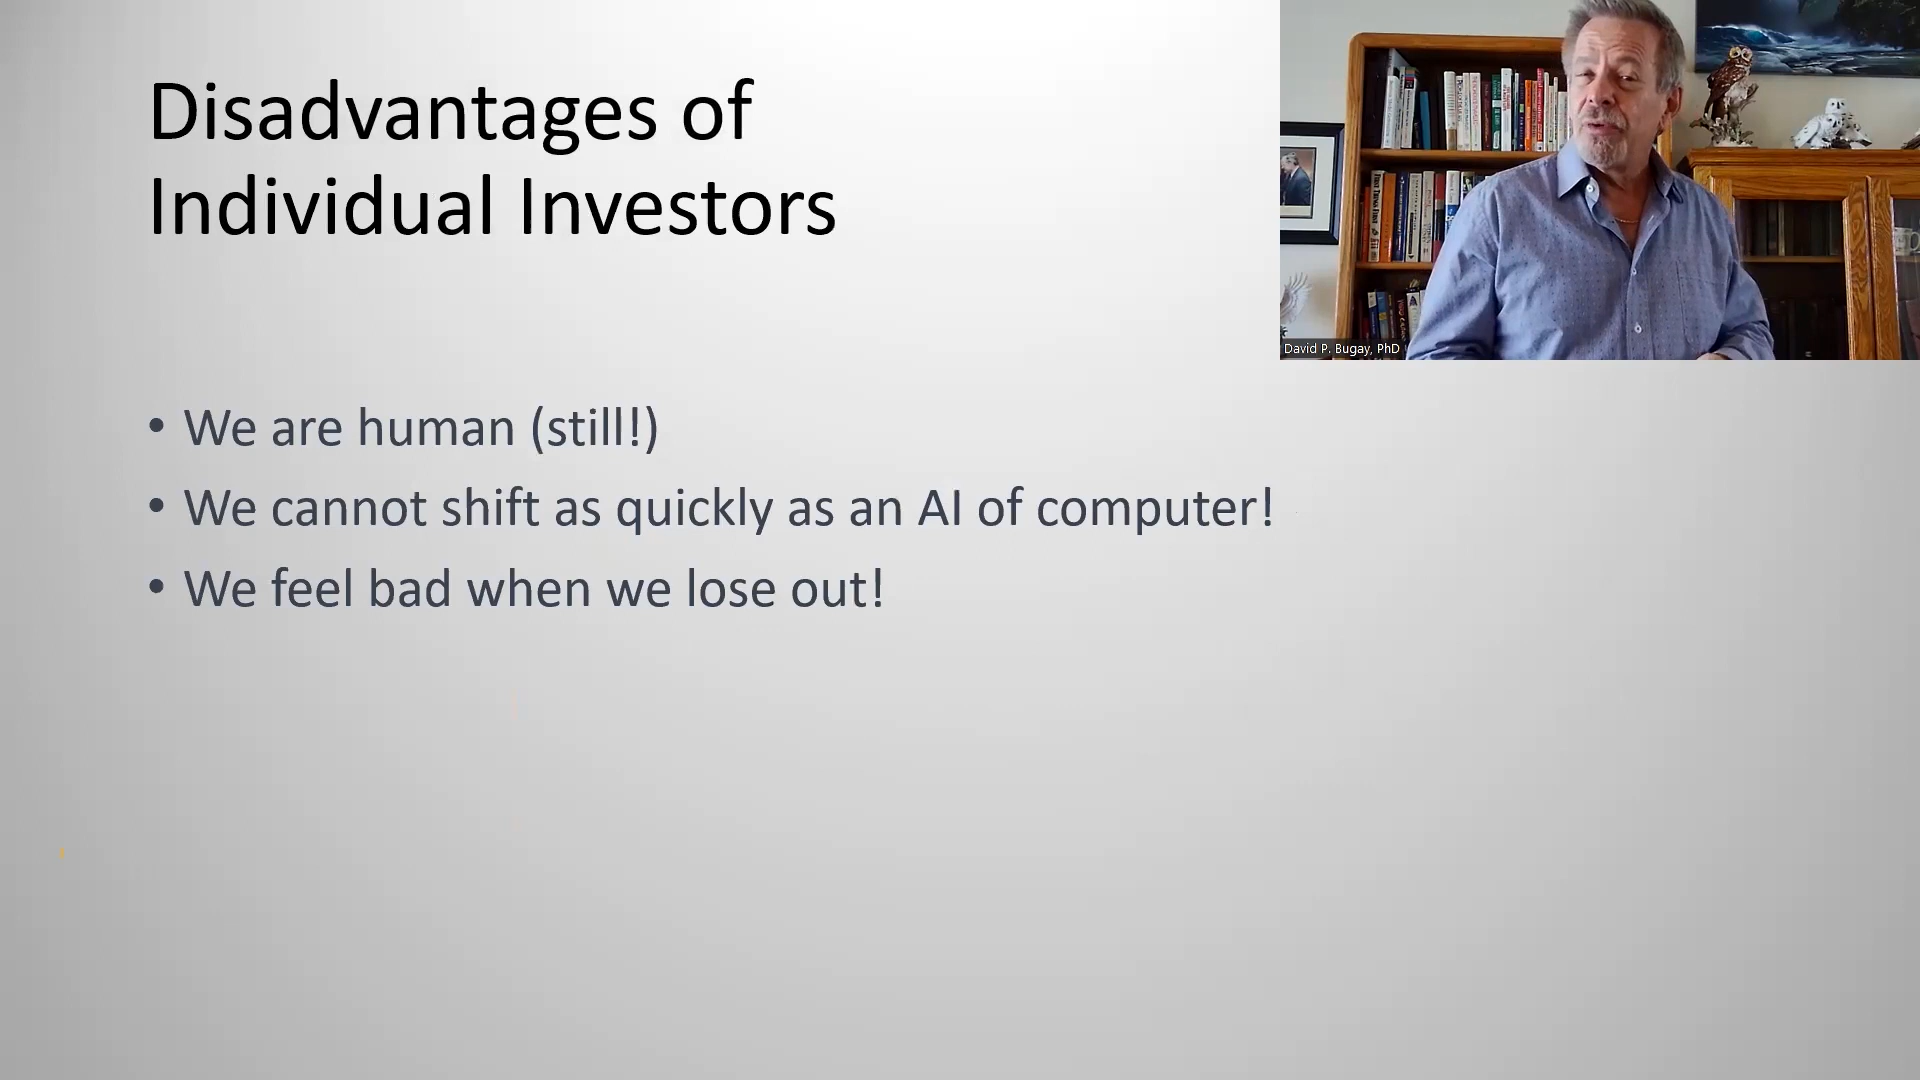 Disadvantages of
Individual Investors
• We are human (still!)
• We cannot shift as quickly as an AI of computer!
• We feel bad when we lose out!
David P. Bugay, PhD